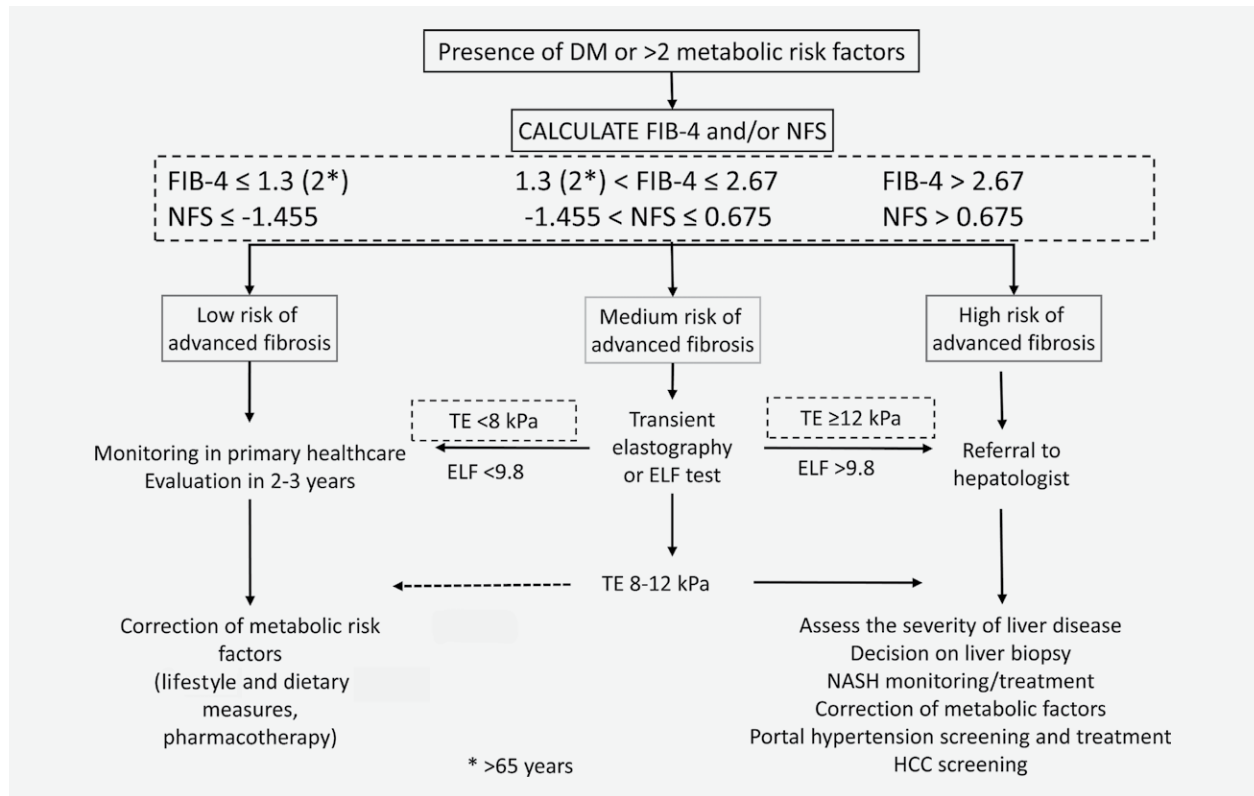 Presence of DM or >2 metabolic risk factors
CALCULATE FIB-4 and/or NFS
FIB-4 ≤ 1.3 (2*)
NFS ≤ -1.455
1.3 (2*) < FIB-4 ≤ 2.67
-1.455 < NFS ≤ 0.675
FIB-4 > 2.67
NFS > 0.675
Low risk of
advanced fibrosis
Medium risk of
advanced fibrosis
High risk of
advanced fibrosis
Monitoring in primary healthcare
Evaluation in 2-3 years
TE <8 kPa
ELF <9.8
Transient
elastography
or ELF test
TE ≥12 kPa
ELF >9.8
Referral to
hepatologist
TE 8-12 kPa
Correction of metabolic risk
factors
(lifestyle and dietary
measures,
pharmacotherapy)
Assess the severity of liver disease
Decision on liver biopsy
NASH monitoring/treatment
Correction of metabolic factors
Portal hypertension screening and treatment
HCC screening
* >65 years